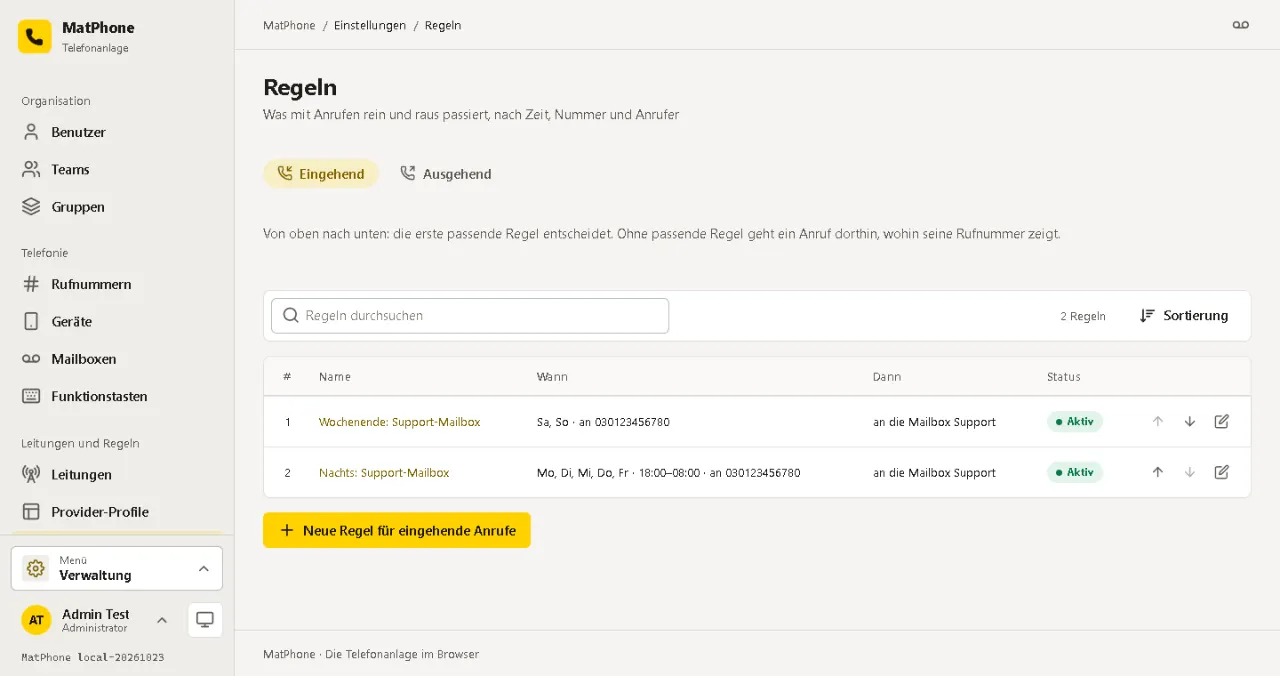 MatPhone
Telefonanlage
Organisation
Benutzer
Teams
Gruppen
Telefonie
Rufnummern
Geräte
Mailboxen
Funktionstasten
Leitungen und Regeln
Leitungen
Provider-Profile
Menü
Verwaltung
AT
Admin Test
Administrator
MatPhone local-20261023
MatPhone / Einstellungen / Regeln
Regeln
Was mit Anrufen rein und raus passiert, nach Zeit, Nummer und Anrufer
Eingehend Ausgehend
Von oben nach unten: die erste passende Regel entscheidet. Ohne passende Regel geht ein Anruf dorthin, wohin seine Rufnummer zeigt.
Regeln durchsuchen 2 Regeln Sortierung
# Name Wann Dann Status
1 Wochenende: Support-Mailbox Sa, So · an 030123456780 an die Mailbox Support Aktiv
2 Nachts: Support-Mailbox Mo, Di, Mi, Do, Fr · 18:00–08:00 · an 030123456780 an die Mailbox Support Aktiv
Neue Regel für eingehende Anrufe
MatPhone · Die Telefonanlage im Browser